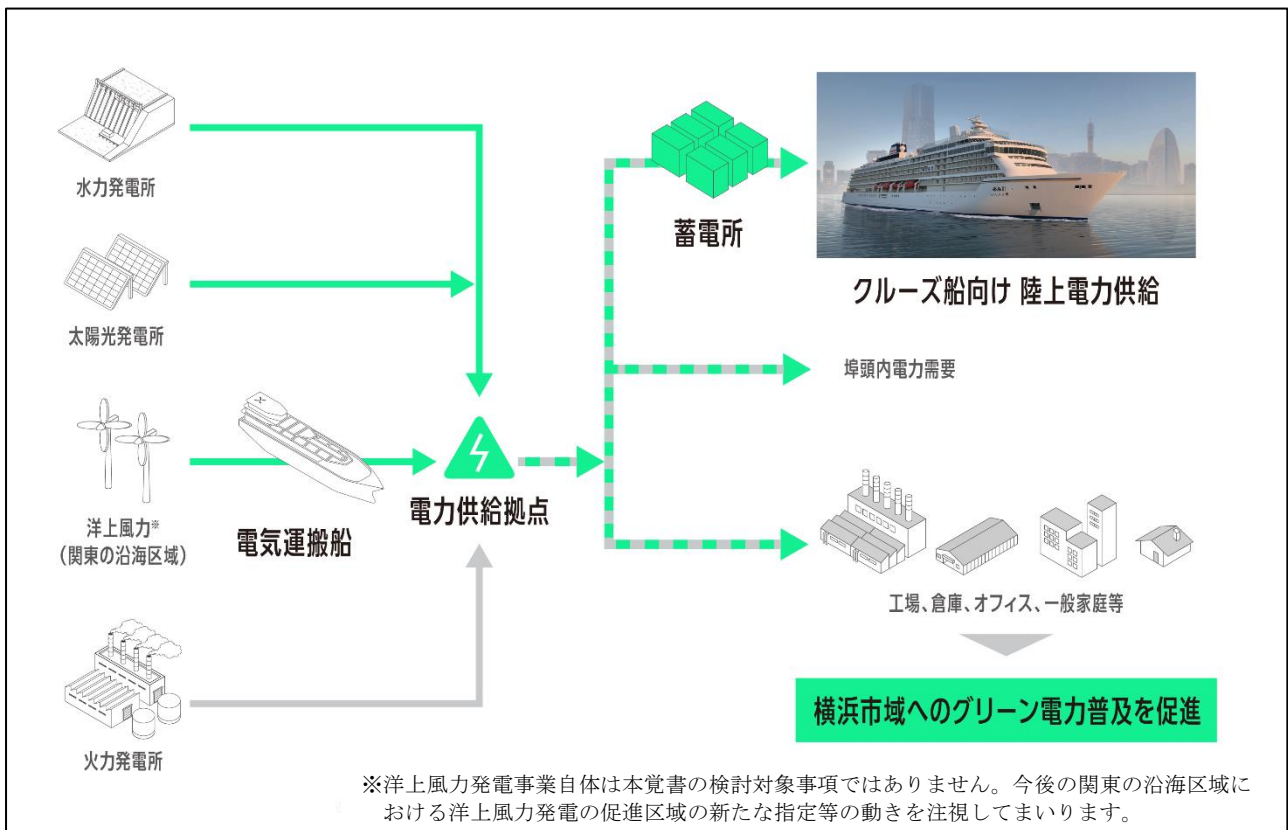 水力発電所
太陽光発電所
洋上風力※
(関東の沿海区域)
火力発電所
電気運搬船
電力供給拠点
蓄電所
クルーズ船向け 陸上電力供給
埠頭内電力需要
工場、倉庫、オフィス、一般家庭等
横浜市域へのグリーン電力普及を促進
※洋上風力発電事業自体は本覚書の検討対象事項ではありません。今後の関東の沿海区域に
おける洋上風力発電の促進区域の新たな指定等の動きを注視してまいります。